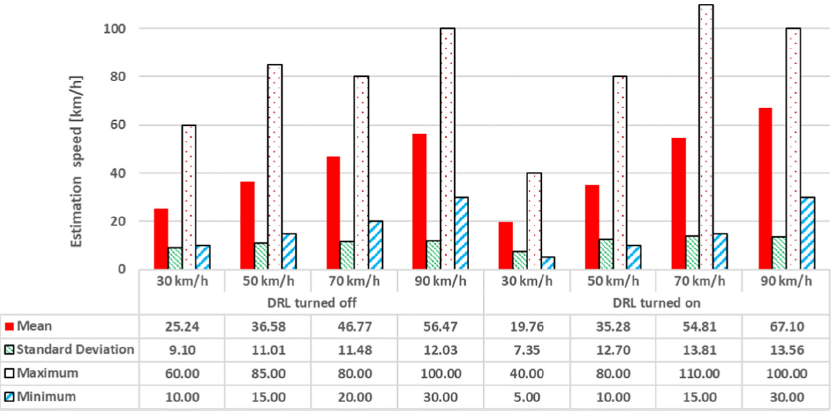 Estimation speed [km/h]
100
80
60
40
20
0
30 km/h 50 km/h 70 km/h 90 km/h 30 km/h 50 km/h 70 km/h 90 km/h
DRL turned off DRL turned on
Mean 25.24 36.58 46.77 56.47 19.76 35.28 54.81 67.10
Standard Deviation 9.10 11.01 11.48 12.03 7.35 12.70 13.81 13.56
Maximum 60.00 85.00 80.00 100.00 40.00 80.00 110.00 100.00
Minimum 10.00 15.00 20.00 30.00 5.00 10.00 15.00 30.00